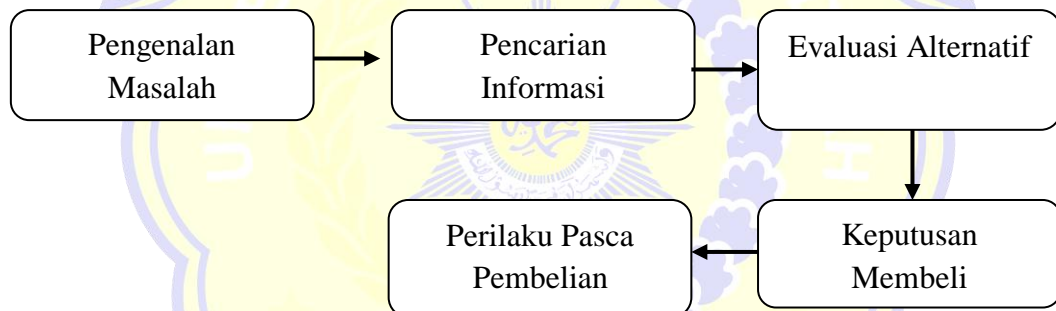 Pengenalan
Masalah
Pencarian
Informasi
Evaluasi Alternatif
Keputusan
Membeli
Perilaku Pasca
Pembelian
U
H